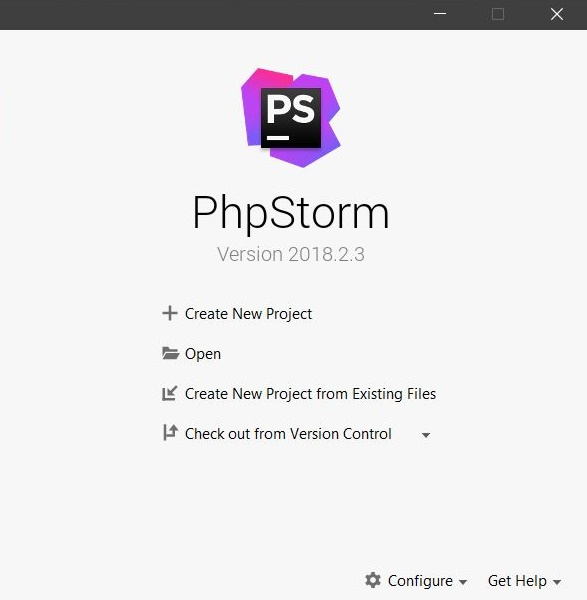 PS
PhpStorm
Version 2018.2.3
Create New Project
Open
Create New Project from Existing Files
Check out from Version Control
Configure Get Help